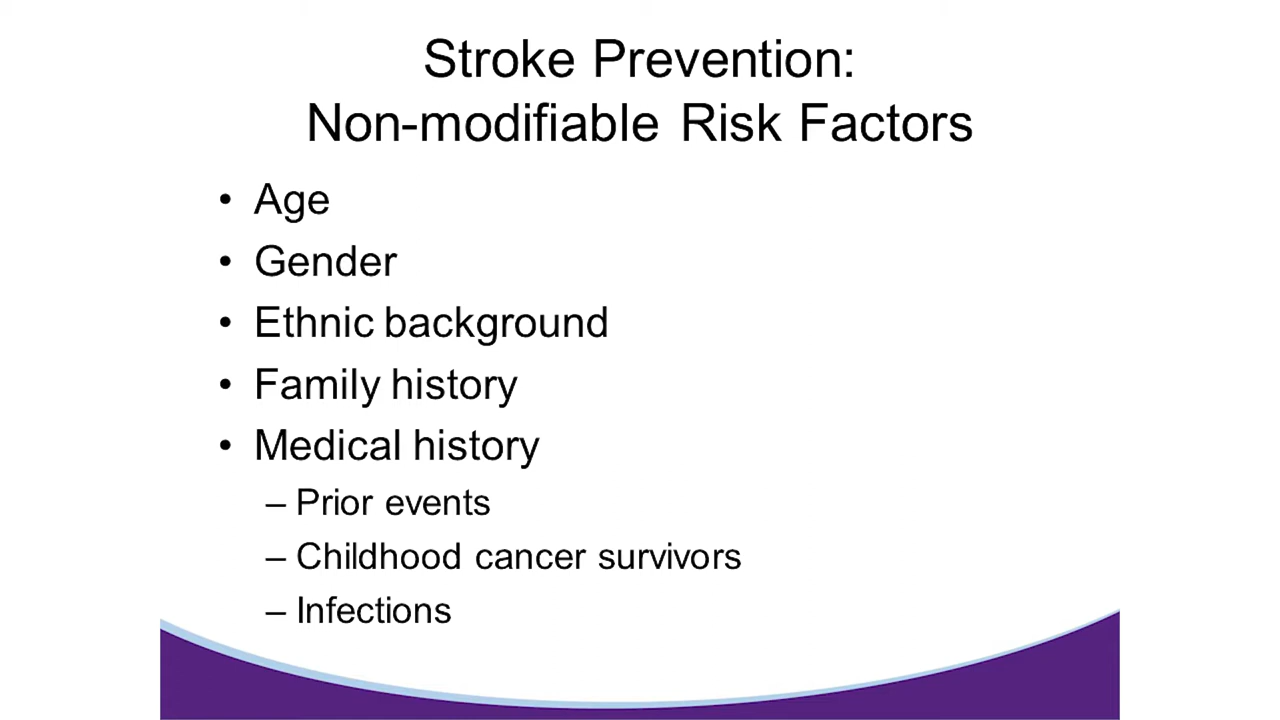 Stroke Prevention:
Non-modifiable Risk Factors
• Age
• Gender
• Ethnic background
• Family history
• Medical history
– Prior events
– Childhood cancer survivors
– Infections